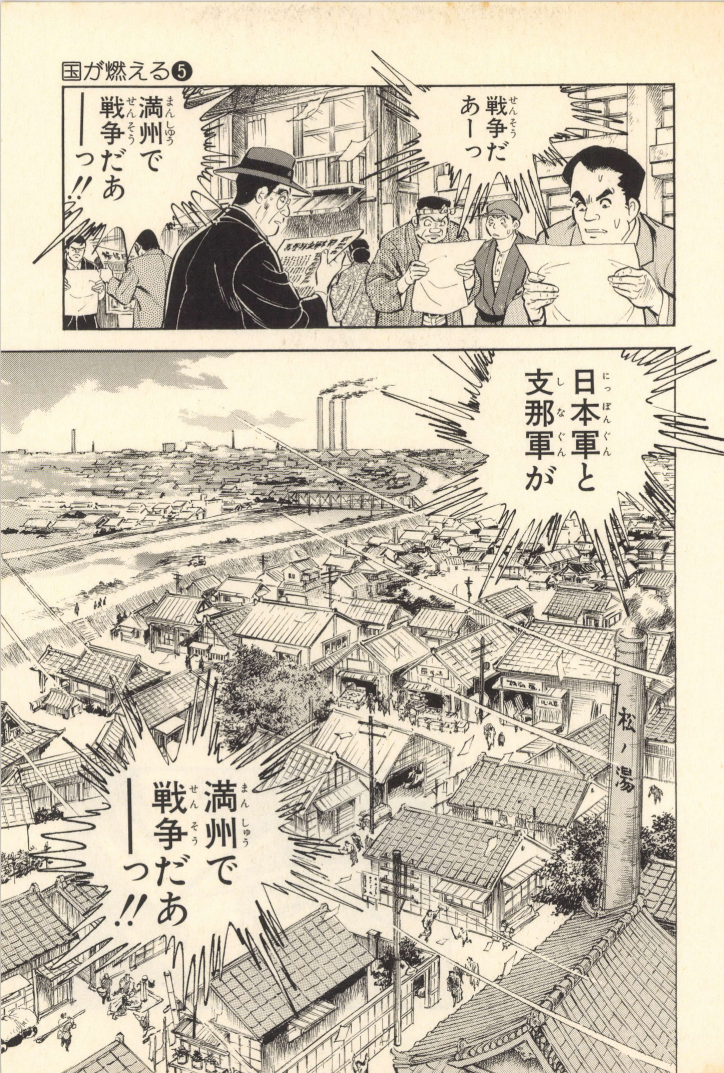 国が燃える❺
戦争だ
あーっ
満州で
戦争だあ
ーーっ!!
日本軍と
支那軍が
満州で
戦争だあ
ーーっ!!
松ノ湯